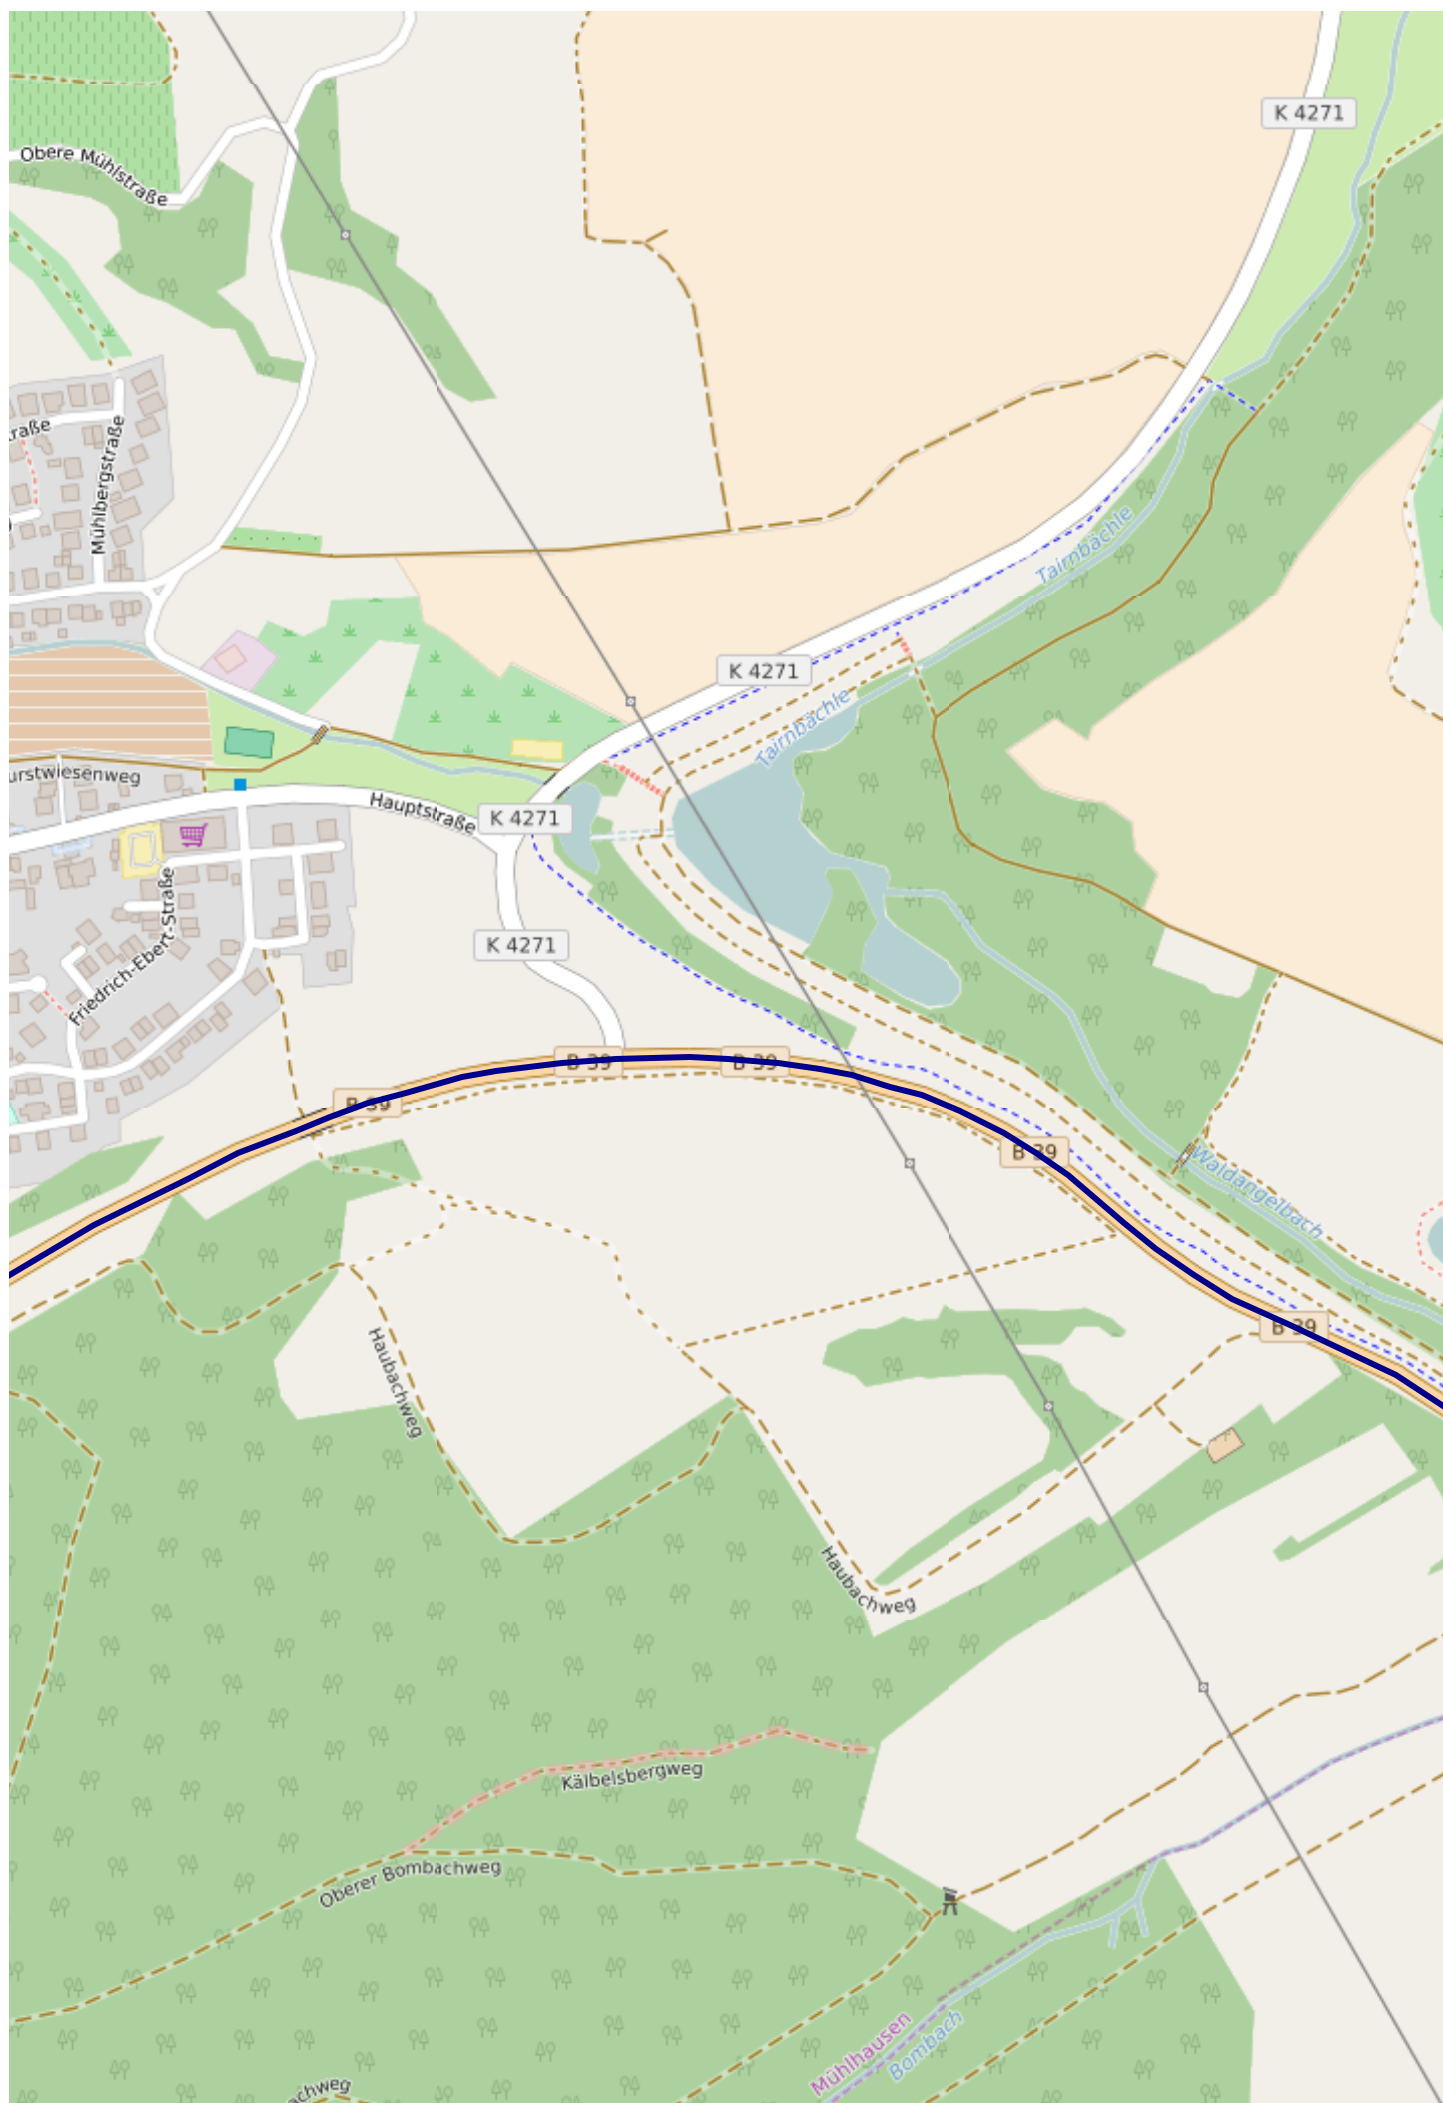 K 4271
Obere Mühlstraße
raße
Mühlbergstraße
Tairnbächle
K 4271
Tairnbächle
urstwiesenweg
Hauptstraße
K 4271
Friedrich-Ebert-Straße
K 4271
B 39
B 39
B 39
B 39
Waldangelbach
B 39
Haubachweg
Haubachweg
Kälbelsbergweg
Oberer Bombachweg
Mühlhausen
Bombach
achweg